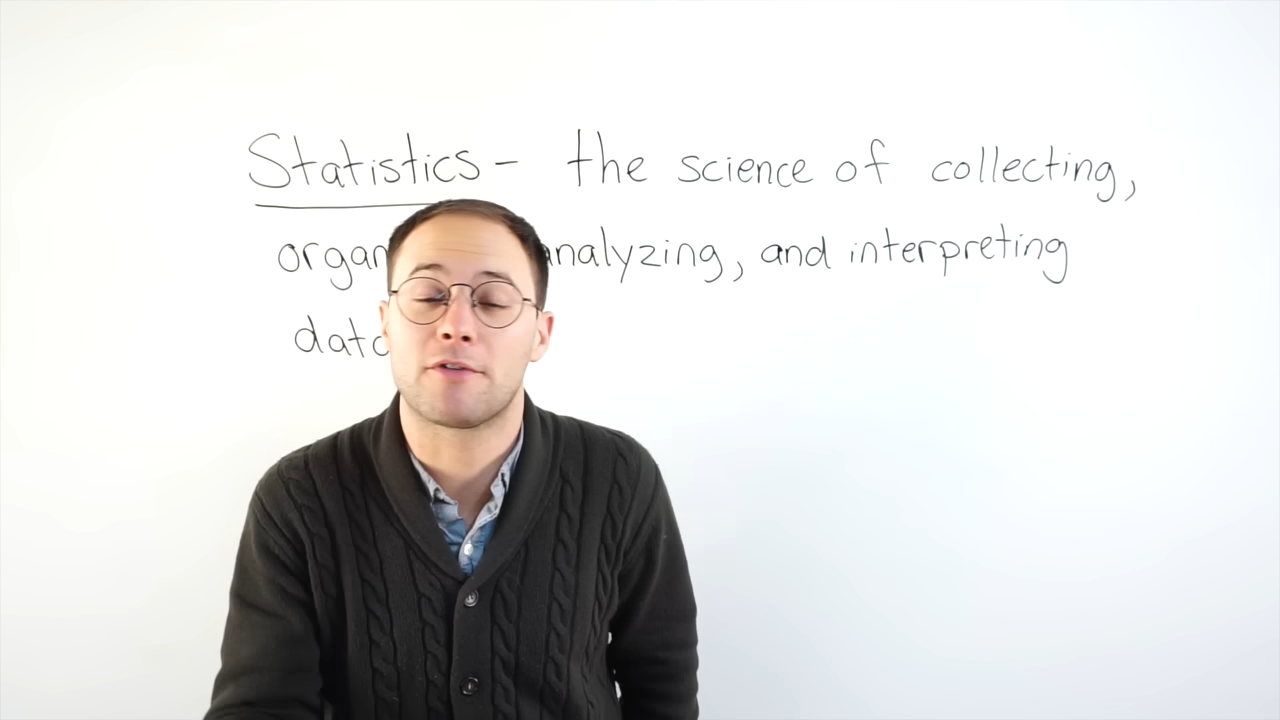 Statistics - the science of collecting,
analyzing, and interpreting